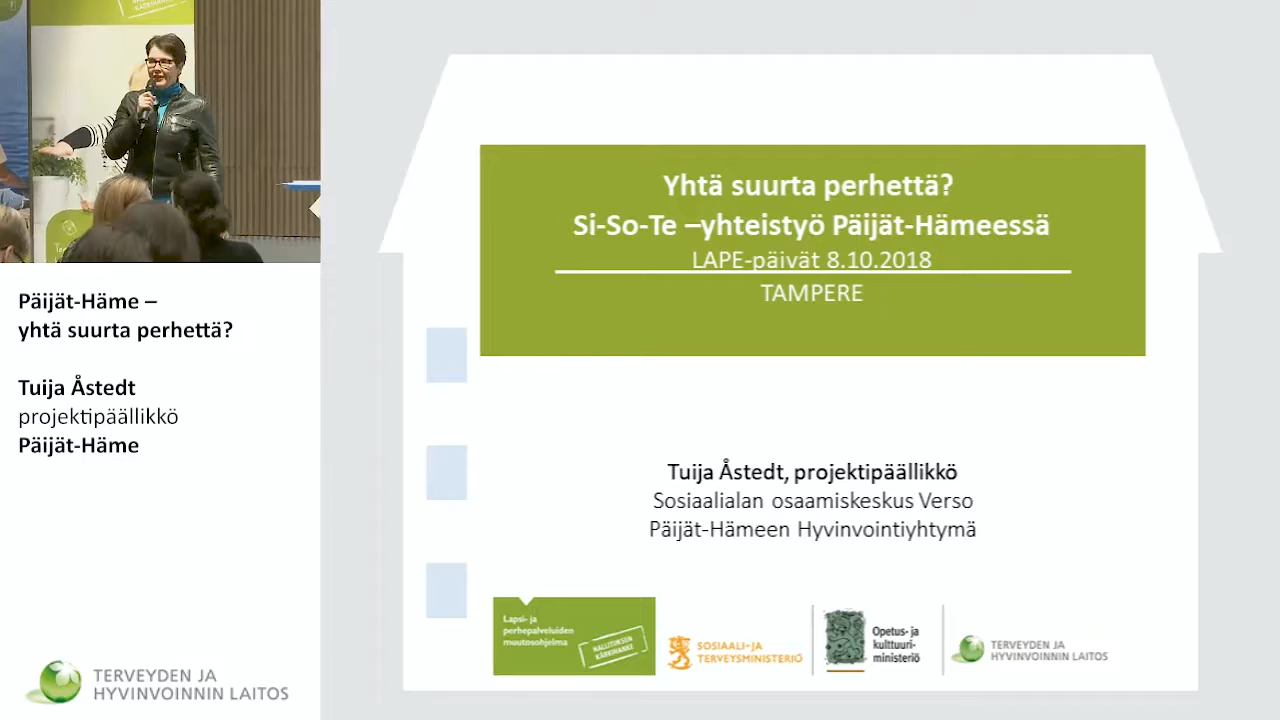 Päijät-Häme –
yhtä suurta perhettä?
Tuija Åstedt
projektipäällikkö
Päijät-Häme
TERVEYDEN JA
HYVINVOINNIN LAITOS
Yhtä suurta perhettä?
Si-So-Te –yhteistyö Päijät-Hämeessä
LAPE-päivät 8.10.2018
TAMPERE
Tuija Åstedt, projektipäällikkö
Sosiaalialan osaamiskeskus Verso
Päijät-Hämeen Hyvinvointiyhtymä
Lapsi- ja
perhepalveluiden
muutosohjelma
HALLITUKSEN
KÄRKIHANKE
SOSIAALI- JA
TERVEYSMINISTERIÖ
Opetus- ja
kulttuuri-
ministeriö
TERVEYDEN JA
HYVINVOINNIN LAITOS